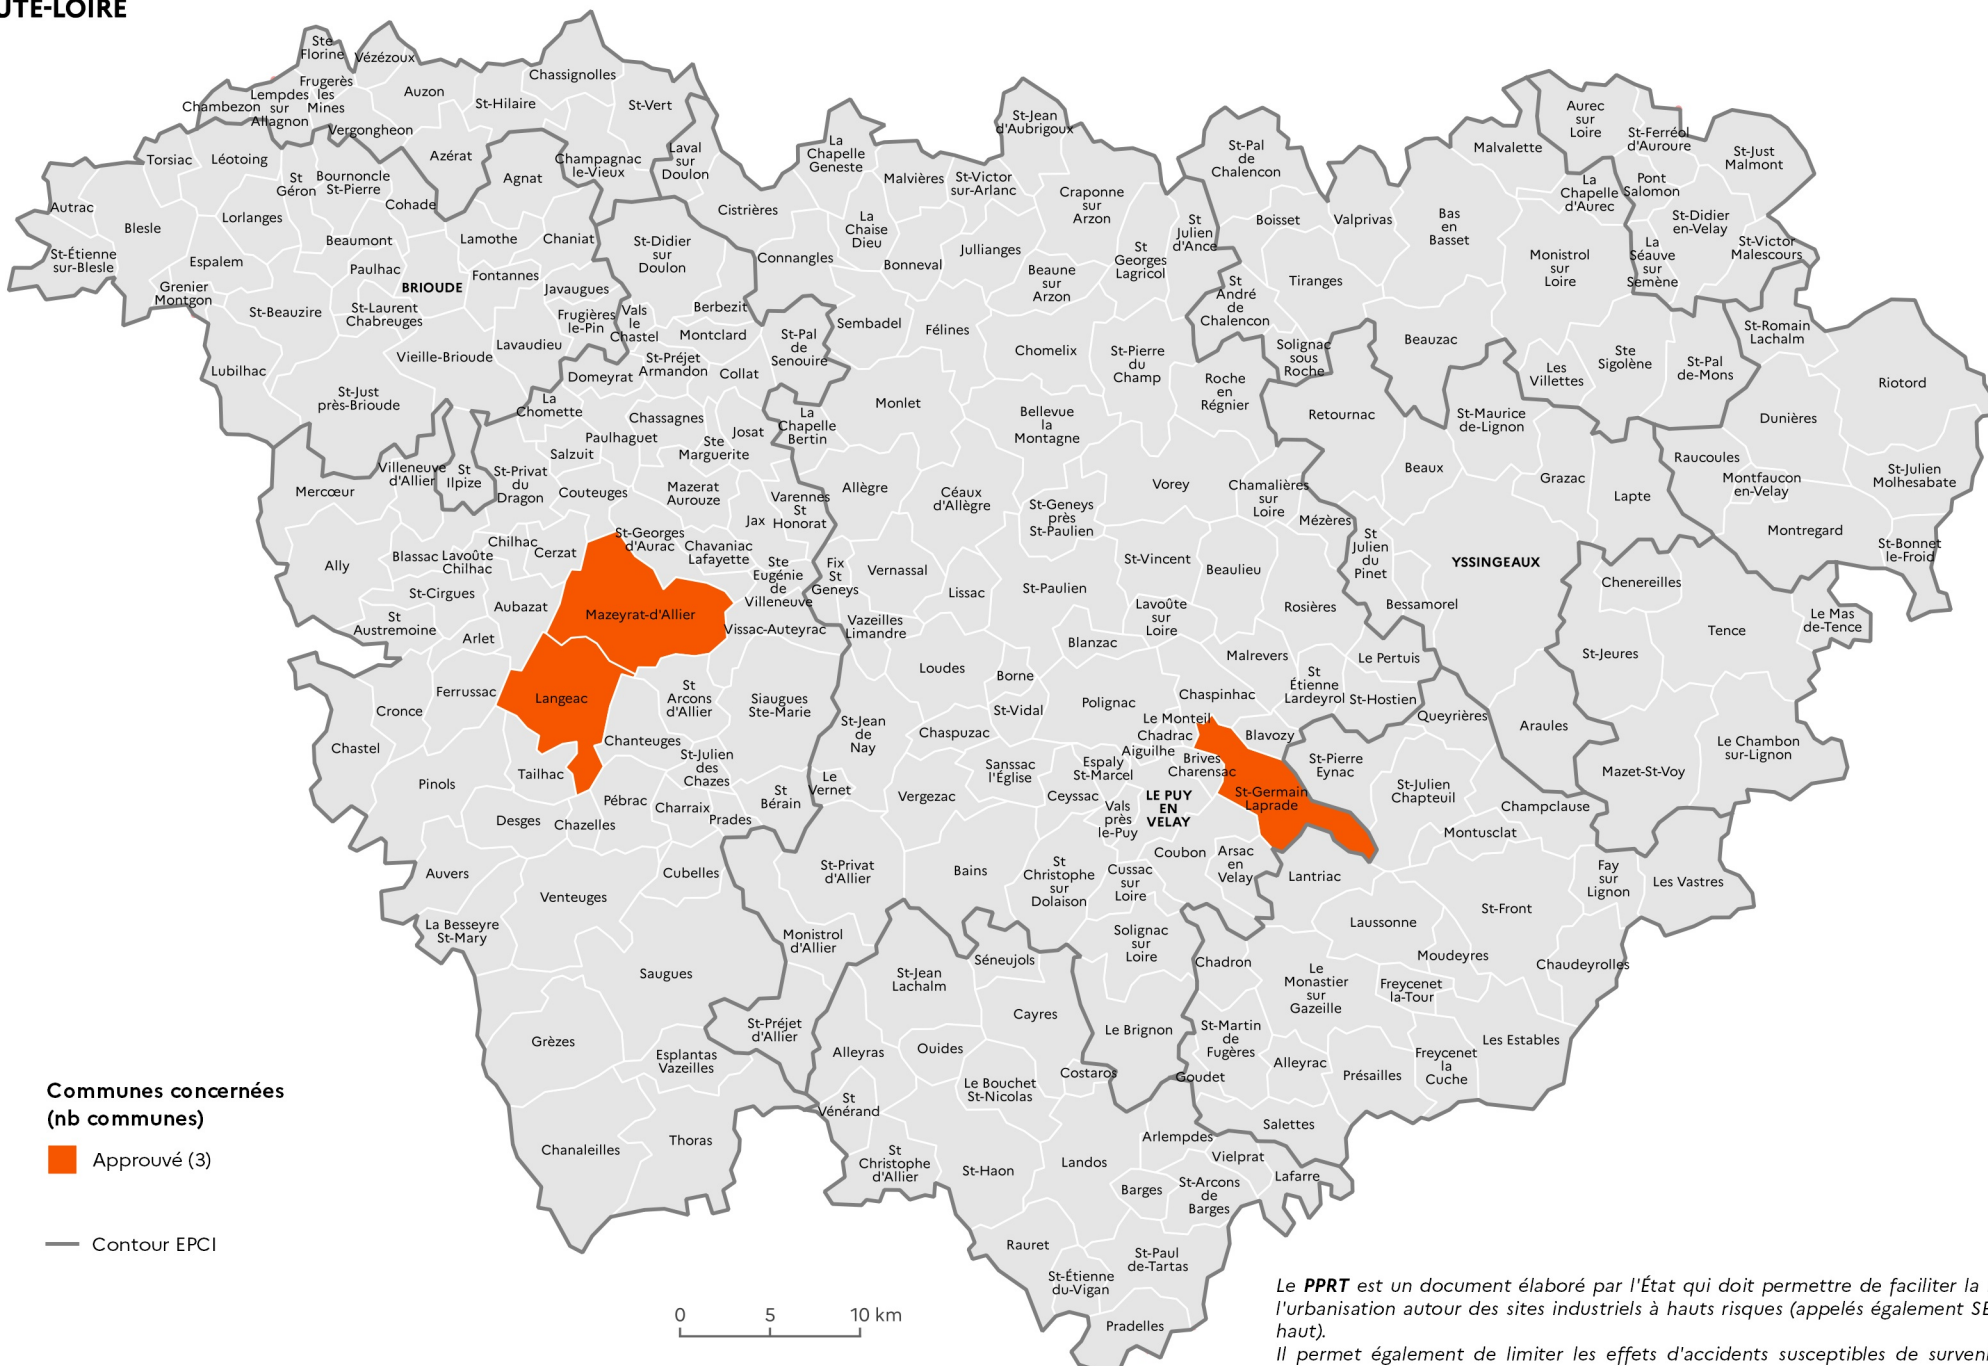 UTE-LOIRE
Ste
Florine
Vézézoux
Chassignolles
Frugerès
les
Mines
Lempdes
sur
Allagnon
Chambezon
Auzon
St-Hilaire
St-Vert
Vergongheon
Torsiac
Léotoing
Azérat
Champagnac
le-Vieux
Laval
sur
Doulon
St
Géron
Bournoncle
St-Pierre
Agnat
Cohade
Autrac
Blesle
Lorlanges
Beaumont
Lamothe
Chaniat
St-Étienne
sur-Blesle
Espalem
Paulhac
BRIOUDE
Fontannes
Javaugues
St-Didier
sur
Doulon
Grenier
Montgon
St-Beauzire
St-Laurent
Chabreuges
Frugières
le-Pin
Vals
le
Chastel
Berbezit
Montclard
Lavaudieu
Vieille-Brioude
Lubilhac
St-Préjet
Armandon
Collat
Domeyrat
St-Pal
de
Senouire
St-Just
près-Brioude
La
Chomette
Chassagnes
Paulhaguet
Josat
Ste
Marguerite
La
Chapelle
Bertin
Salzuit
Villeneuve
d'Allier
St
Ilpize
St-Privat
du
Dragon
Mercœur
Couteuges
Mazerat
Aurouze
Varennes
St
Honorat
Jax
St-Georges
d'Aurac
Chavaniac
Lafayette
Chilhac
Cerzat
Blassac
Lavoûte
Chilhac
Ally
St-Cirgues
Aubazat
Ste
Eugénie
de
Villeneuve
Fix
St
Geneys
St
Austremoine
Arlet
Mazeyrat-d'Allier
Vissac-Auteyrac
Vazeilles
Limandre
Ferrussac
Langeac
St
Arcons
d'Allier
Siaugues
Ste-Marie
Cronce
Chastel
Chanteuges
St-Julien
des
Chazes
St-Jean
de
Nay
Pinols
Tailhac
Pébrac
Charraix
Prades
St
Bérain
Le
Vernet
Desges
Chazelles
Auvers
Venteuges
Cubelles
St-Privat
d'Allier
La Besseyre
St-Mary
Monistrol
d'Allier
Saugues
Grèzes
Esplantas
Vazeilles
St-Préjet
d'Allier
Chanaleilles
Thoras
La
Chapelle
Geneste
St-Jean
d'Aubrigoux
Malvières
St-Victor
sur-Arlanc
Craponne
sur
Arzon
Cistrières
La
Chaise
Dieu
Jullianges
St
Georges
Lagricol
St
Julien
d'Ance
Connangles
Bonneval
Beaune
sur
Arzon
Sembadel
Félines
Chomelix
St-Pierre
du
Champ
St
André
de
Chalencon
Monlet
Bellevue
la
Montagne
Roche
en
Régnier
Solignac
sous
Roche
Allègre
Céaux
d'Allègre
St-Geneys
près
St-Paulien
Vorey
Chamalières
sur
Loire
Mézères
Vernassal
Lissac
St-Paulien
St-Vincent
Beaulieu
St
Julien
du
Pinet
Lavoûte
sur
Loire
Rosières
Bessamorel
Blanzac
Malrevers
Le Pertuis
Loudes
Borne
St
Étienne
Lardeyrol
St-Hostien
St-Vidal
Polignac
Chaspinhac
Le Monteil
Chadrac
Aiguilhe
Blavozy
Queyrières
Chaspuzac
Sanssac
l'Église
Espaly
St-Marcel
Brives
Charensac
St-Pierre
Eynac
Vergezac
Ceyssac
Vals
près
le-Puy
LE PUY
EN
VELAY
St-Germain
Laprade
St-Julien
Chapteuil
Champclause
Montusclat
Bains
St
Christophe
sur
Dolaison
Cussac
sur
Loire
Coubon
Arsac
en
Velay
Lantriac
Fay
sur
Lignon
Les Vastres
Solignac
sur
Loire
Laussonne
St-Front
Séneujols
St-Jean
Lachalm
Chadron
Le
Monastier
sur
Gazeille
Moudeyres
Chaudeyrolles
Freycenet
la-Tour
Cayres
Le Brignon
St-Martin
de
Fugères
Alleyrac
Freycenet
la
Cuche
Les Estables
Alleyras
Ouides
Costaros
Goudet
Présailles
Le Bouchet
St-Nicolas
St
Vénérand
Salettes
Arlempdes
St
Christophe
d'Allier
St-Haon
Landos
Vielprat
Barges
St-Arcons
de
Barges
Lafarre
Rauret
St-Paul
de-Tartas
St-Étienne
du-Vigan
Pradelles
St-Pal
de
Chalencon
Boisset
Valprivas
Bas
en
Basset
Malvalette
Aurec
sur
Loire
St-Ferréol
d'Auroure
St-Just
Malmont
La
Chapelle
d'Aurec
Pont
Salomon
St-Didier
en-Velay
St-Victor
Malescours
La
Séauve
sur
Semène
Monistrol
sur
Loire
Tiranges
Beauzac
Les
Villettes
Ste
Sigolène
St-Pal
de-Mons
St-Romain
Lachalm
Riotord
Dunières
Retournac
St-Maurice
de-Lignon
Beaux
Grazac
Lapte
Raucoules
Montfaucon
en-Velay
St-Julien
Molhesabate
Montregard
St-Bonnet
le-Froid
YSSINGEAUX
Chenereilles
Tence
Le Mas
de-Tence
St-Jeures
Araules
Mazet-St-Voy
Le Chambon
sur-Lignon
Communes concernées
(nb communes)
Approuvé (3)
Contour EPCI
0 5 10 km
Le PPRT est un document élaboré par l'État qui doit permettre de faciliter la
l'urbanisation autour des sites industriels à hauts risques (appelés également SE
haut).
Il permet également de limiter les effets d'accidents susceptibles de surven